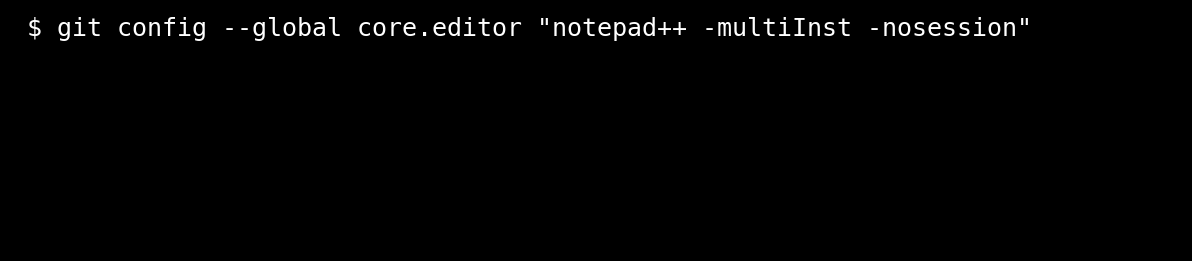 $ git config --global core.editor "notepad++ -multiInst -nosession"